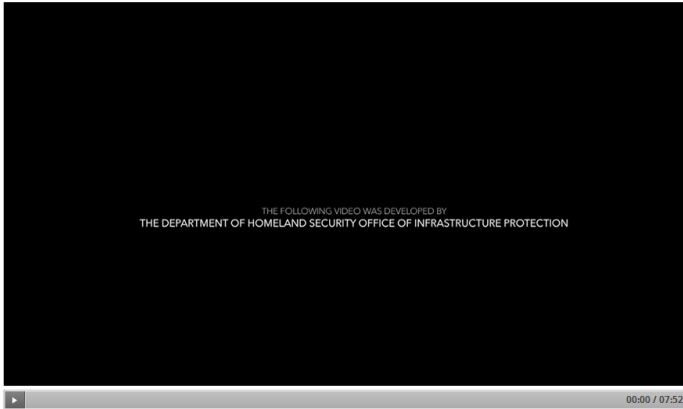 THE FOLLOWING VIDEO WAS DEVELOPED BY
THE DEPARTMENT OF HOMELAND SECURITY OFFICE OF INFRASTRUCTURE PROTECTION
00:00 / 07:52